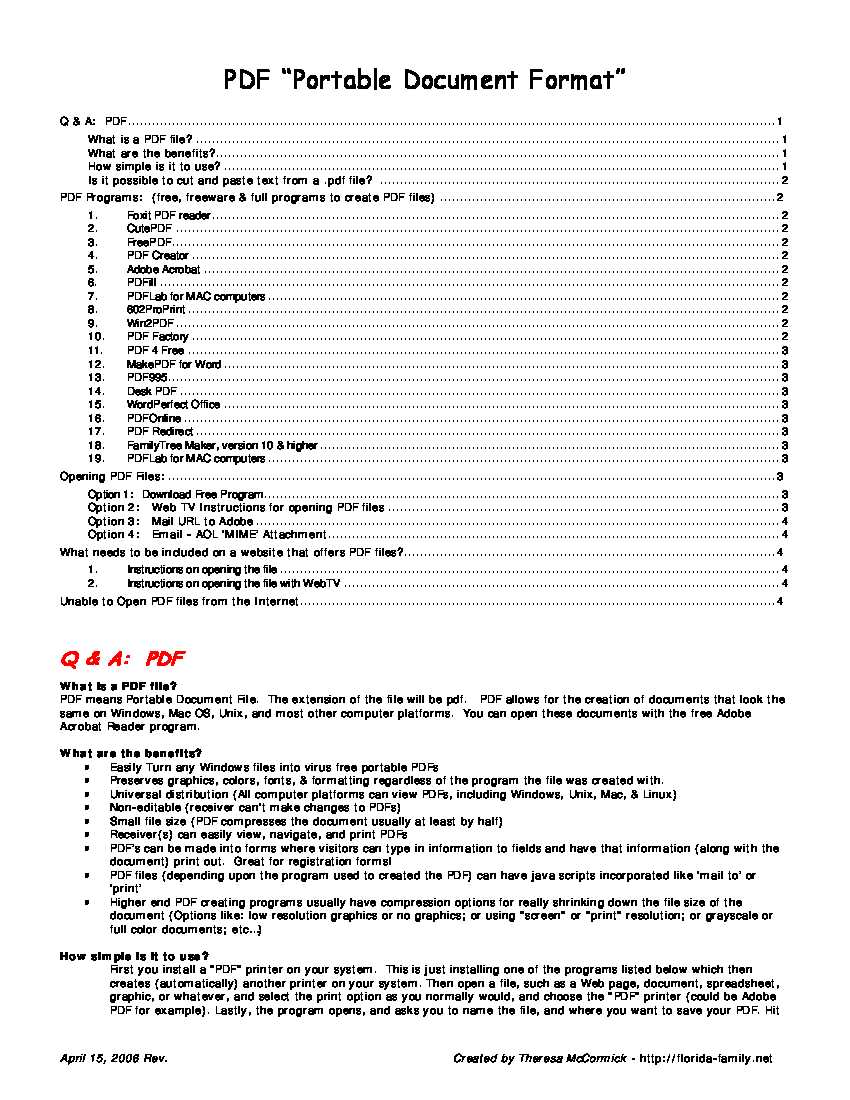 PDF “Portable Document Format”
Q & A: PDF 1
What is a PDF file? 1
What are the benefits? 1
How simple is it to use? 1
Is it possible to cut and paste text from a .pdf file? 2
PDF Programs: (free, freeware & full programs to create PDF files) 2
1. Foxit PDF reader 2
2. CutePDF 2
3. FreePDF 2
4. PDF Creator 2
5. Adobe Acrobat 2
6. PDFill 2
7. PDFLab for MAC computers 2
8. 602ProPrint 2
9. Win2PDF 2
10. PDF Factory 2
11. PDF 4 Free 3
12. MakePDF for Word 3
13. PDF995 3
14. Desk PDF 3
15. WordPerfect Office 3
16. PDFOnline 3
17. PDF Redirect 3
18. FamilyTree Maker, version 10 & higher 3
19. PDFLab for MAC computers 3
Opening PDF Files: 3
Option 1: Download Free Program 3
Option 2: Web TV Instructions for opening PDF files 3
Option 3: Mail URL to Adobe 4
Option 4: Email - AOL 'MIME' Attachment 4
What needs to be included on a website that offers PDF files? 4
1. Instructions on opening the file 4
2. Instructions on opening the file with WebTV 4
Unable to Open PDF files from the Internet 4
Q & A: PDF
What is a PDF file?
PDF means Portable Document File. The extension of the file will be pdf. PDF allows for the creation of documents that look the
same on Windows, Mac OS, Unix, and most other computer platforms. You can open these documents with the free Adobe
Acrobat Reader program.
What are the benefits?
• Easily Turn any Windows files into virus free portable PDFs
• Preserves graphics, colors, fonts, & formatting regardless of the program the file was created with.
• Universal distribution (All computer platforms can view PDFs, including Windows, Unix, Mac, & Linux)
• Non-editable (receiver can't make changes to PDFs)
• Small file size (PDF compresses the document usually at least by half)
• Receiver(s) can easily view, navigate, and print PDFs
• PDF's can be made into forms where visitors can type in information to fields and have that information (along with the
document) print out. Great for registration forms!
• PDF files (depending upon the program used to created the PDF) can have java scripts incorporated like 'mail to' or
'print'
• Higher end PDF creating programs usually have compression options for really shrinking down the file size of the
document (Options like: low resolution graphics or no graphics; or using "screen" or "print" resolution; or grayscale or
full color documents; etc…)
How simple is it to use?
First you install a "PDF" printer on your system. This is just installing one of the programs listed below which then
creates (automatically) another printer on your system. Then open a file, such as a Web page, document, spreadsheet,
graphic, or whatever, and select the print option as you normally would, and choose the "PDF" printer (could be Adobe
PDF for example). Lastly, the program opens, and asks you to name the file, and where you want to save your PDF. Hit
April 15, 2006 Rev. Created by Theresa McCormick - http://florida-family.net